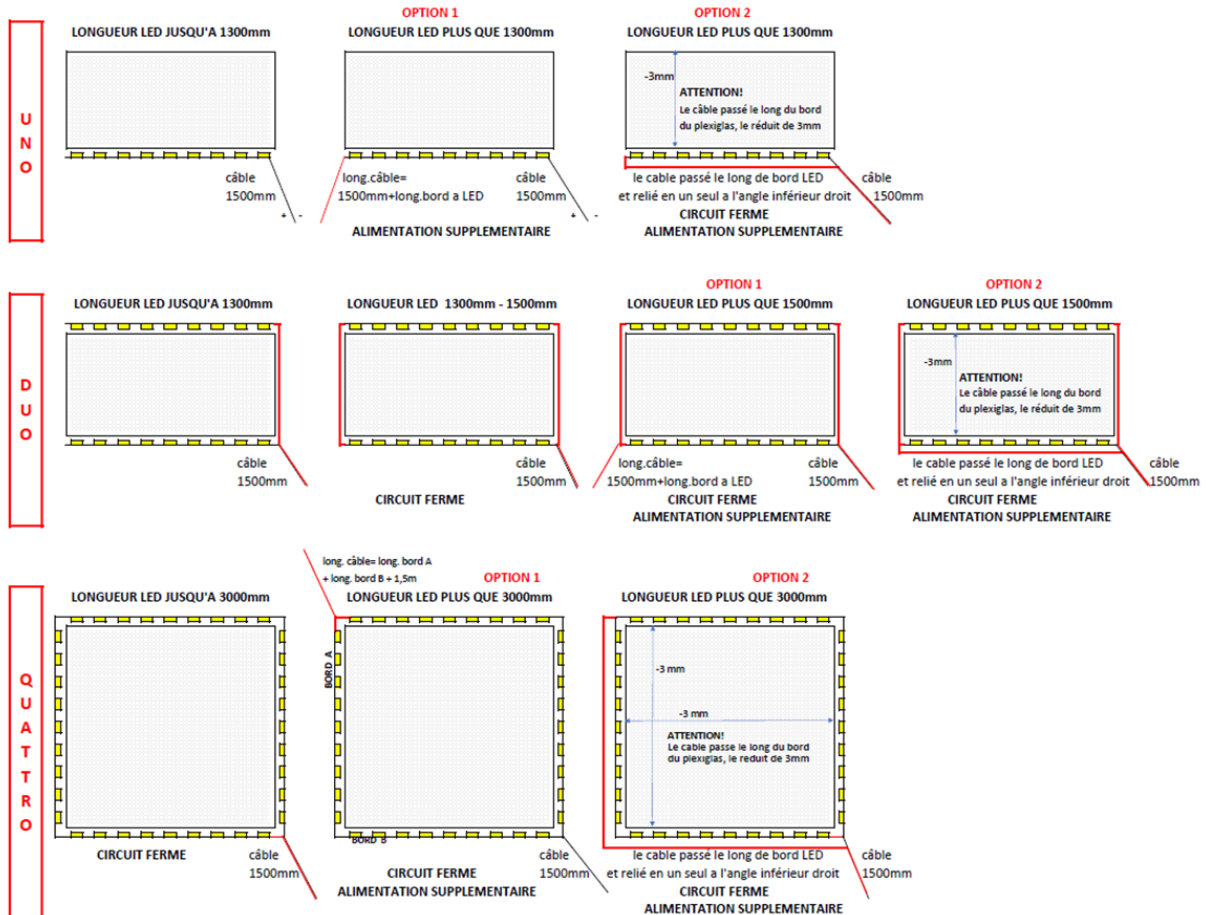 UNO
OPTION 1
OPTION 2
LONGUEUR LED JUSQU'A 1300mm
LONGUEUR LED PLUS QUE 1300mm
LONGUEUR LED PLUS QUE 1300mm
-3mm
ATTENTION!
Le câble passé le long du bord
du plexiglas, le réduit de 3mm
câble
1500mm
+ -
long.câble=
1500mm+long.bord a LED
câble
1500mm
+ -
ALIMENTATION SUPPLEMENTAIRE
le cable passé le long de bord LED
et relié en un seul a l'angle inférieur droit
câble
1500mm
CIRCUIT FERME
ALIMENTATION SUPPLEMENTAIRE
DUO
OPTION 1
OPTION 2
LONGUEUR LED JUSQU'A 1300mm
LONGUEUR LED 1300mm - 1500mm
LONGUEUR LED PLUS QUE 1500mm
LONGUEUR LED PLUS QUE 1500mm
-3mm
ATTENTION!
Le câble passé le long du bord
du plexiglas, le réduit de 3mm
câble
1500mm
câble
1500mm
CIRCUIT FERME
long.câble=
1500mm+long.bord a LED
câble
1500mm
CIRCUIT FERME
ALIMENTATION SUPPLEMENTAIRE
le cable passé le long de bord LED
et relié en un seul a l'angle inférieur droit
câble
1500mm
CIRCUIT FERME
ALIMENTATION SUPPLEMENTAIRE
QUATTRO
long. câble= long. bord A
+ long. bord B + 1,5m
OPTION 1
OPTION 2
LONGUEUR LED JUSQU'A 3000mm
LONGUEUR LED PLUS QUE 3000mm
LONGUEUR LED PLUS QUE 3000mm
BORD A
-3 mm
-3 mm
ATTENTION!
Le cable passe le long du bord
du plexiglas, le reduit de 3mm
BORD B
CIRCUIT FERME
câble
1500mm
CIRCUIT FERME
ALIMENTATION SUPPLEMENTAIRE
câble
1500mm
le cable passé le long de bord LED
et relié en un seul a l'angle inférieur droit
câble
1500mm
CIRCUIT FERME
ALIMENTATION SUPPLEMENTAIRE